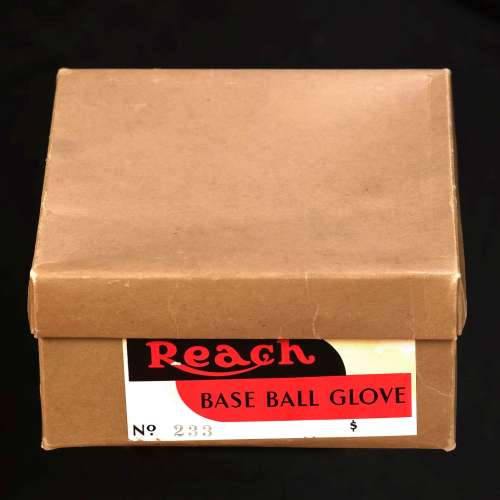 Reach
BASE BALL GLOVE
Nº 233 $